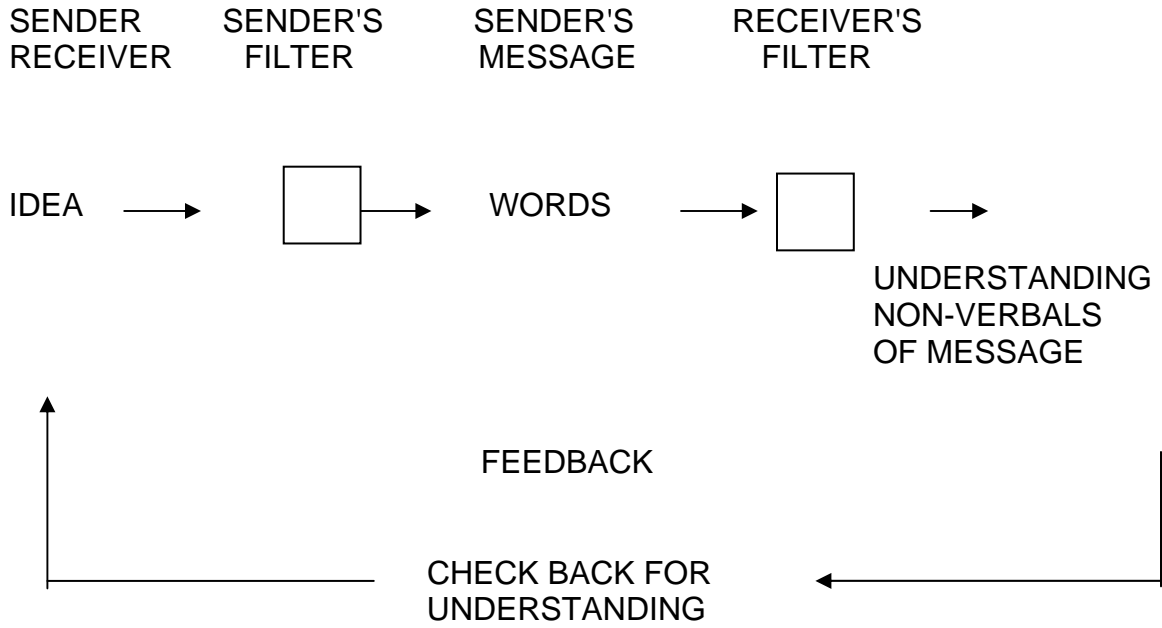 SENDER SENDER'S SENDER'S RECEIVER'S
RECEIVER FILTER MESSAGE FILTER
IDEA WORDS
UNDERSTANDING
NON-VERBALS
OF MESSAGE
FEEDBACK
CHECK BACK FOR
UNDERSTANDING